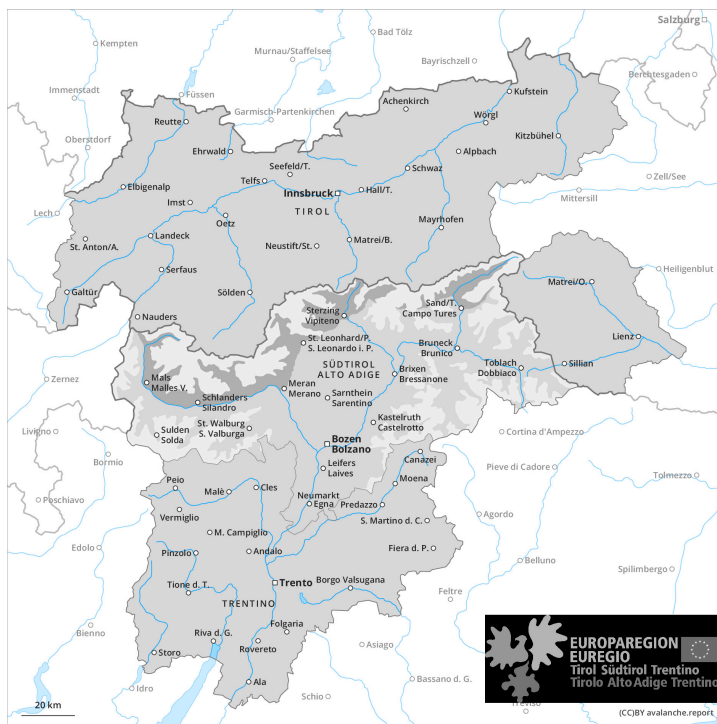 Salzburg
Bad Tölz
Kempten
Murnau/Staffelsee
Bayrischzell
Berchtesgaden
Immenstadt
Füssen
Kufstein
Achenkirch
Garmisch-Partenkirchen
Wörgl
Reutte
Oberstdorf
Kitzbühel
Ehrwald
Alpbach
Seefeld/T.
Schwaz
Zell/See
Telfs
Elbigenalp
Innsbruck
Hall/T.
Mittersill
Imst
Lech
TIROL
Oetz
Mayrhofen
Landeck
St. Anton/A.
Neustift/St.
Matrei/B.
Serfaus
Heiligenblut
Matrei/O.
Galtür
Sölden
Sand/T.
Campo Tures
Sterzing
Vipiteno
Nauders
Lienz
St. Leonhard/P.
S. Leonardo i. P.
Bruneck
Brunico
Toblach
Dobbiaco
Sillian
SÜDTIROL
ALTO ADIGE
Brixen
Bressanone
Zernez
Mals
Malles V.
Meran
Merano
Schlanders
Silandro
Sarnthein
Sarentino
St. Walburg
S. Valburga
Kastelruth
Castelrotto
Livigno
Sulden
Solda
Cortina d'Ampezzo
Bozen
Bolzano
Bormio
Canazei
Pieve di Cadore
Leifers
Laives
Tolmezzo
Peio
Malè
Cles
Moena
Poschiavo
Neumarkt
Egna
Predazzo
Vermiglio
Agordo
S. Martino d. C.
M. Campiglio
Edolo
Pinzolo
Andalo
Fiera d. P.
Belluno
Spilimbergo
Trento
Tione d. T.
Borgo Valsugana
Feltre
TRENTINO
Bienno
Folgaria
Riva d. G.
Rovereto
Asiago
Storo
Ala
Idro
Bassano d. G.
Schio
Treviso
EUROPAREGION
EUREGIO
Tirol Südtirol Trentino
Tirolo Alto Adige Trentino
20 km
(CC)BY avalanche.report